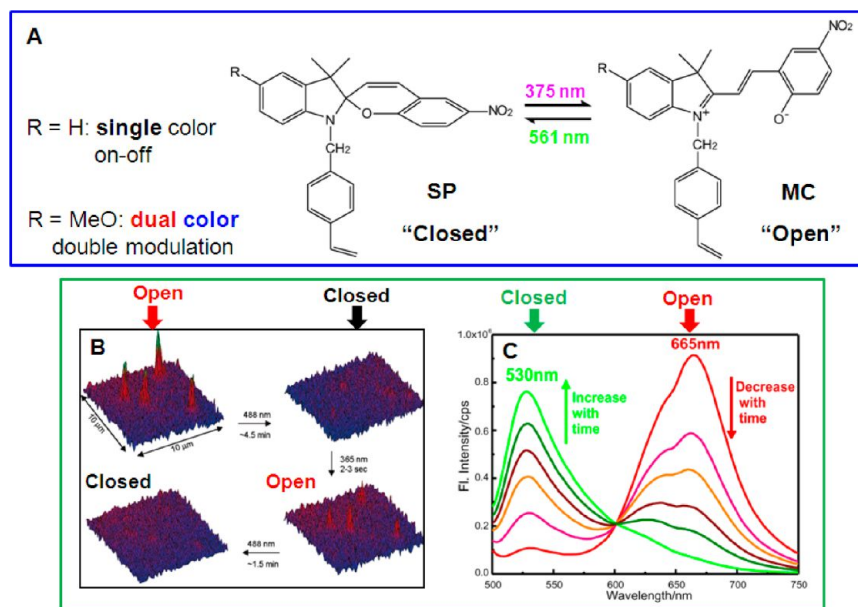 A
R
N
O
NO₂
CH₂
375 nm
561 nm
R
N⁺
O⁻
NO₂
CH₂
R = H: single color
on-off
SP
MC
R = MeO: dual color
double modulation
"Closed"
"Open"
Open
Closed
B
10 µm
10 µm
488 nm
~4.5 min
365 nm
2-3 sec
Closed
Open
488 nm
~1.5 min
Closed
Open
C
665nm
530nm
Increase
with
time
Decrease
with
time
Fl. Intensity/cps
1.0x10⁶
0.8
0.6
0.4
0.2
0.0
500
550
600
650
700
750
Wavelength/nm